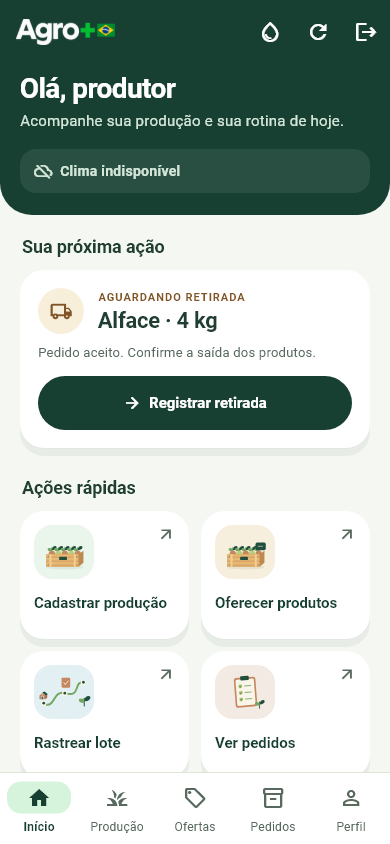 Agro+
Olá, produtor
Acompanhe sua produção e sua rotina de hoje.
Clima indisponível
Sua próxima ação
AGUARDANDO RETIRADA
Alface · 4 kg
Pedido aceito. Confirme a saída dos produtos.
Registrar retirada
Ações rápidas
Cadastrar produção
Oferecer produtos
Rastrear lote
Ver pedidos
Início
Produção
Ofertas
Pedidos
Perfil